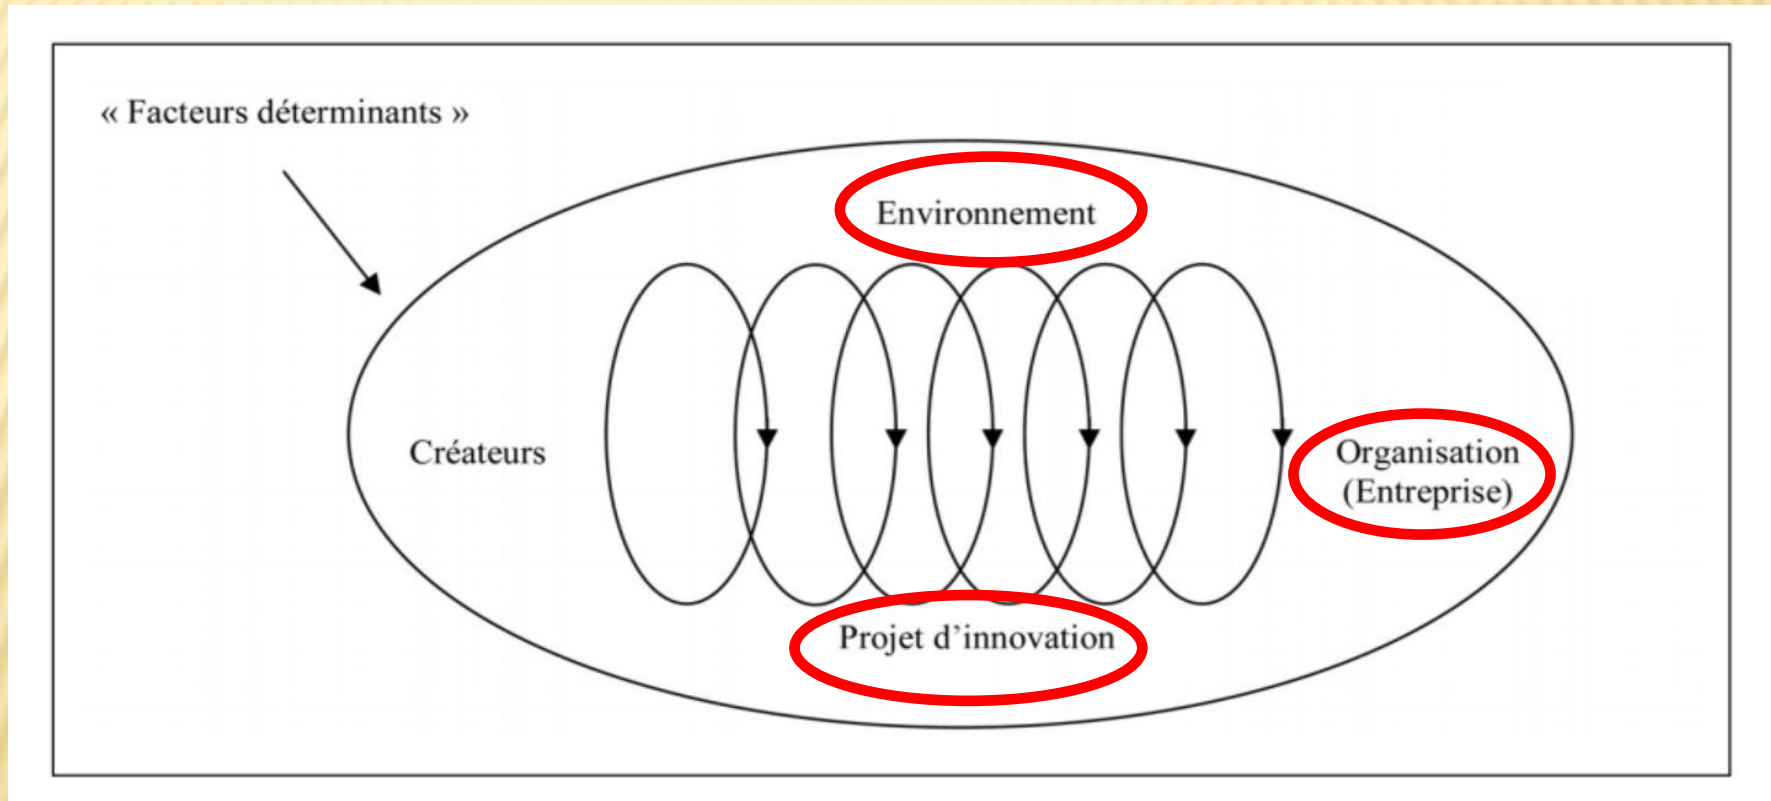 « Facteurs déterminants »
Environnement
Créateurs
Organisation
(Entreprise)
Projet d’innovation